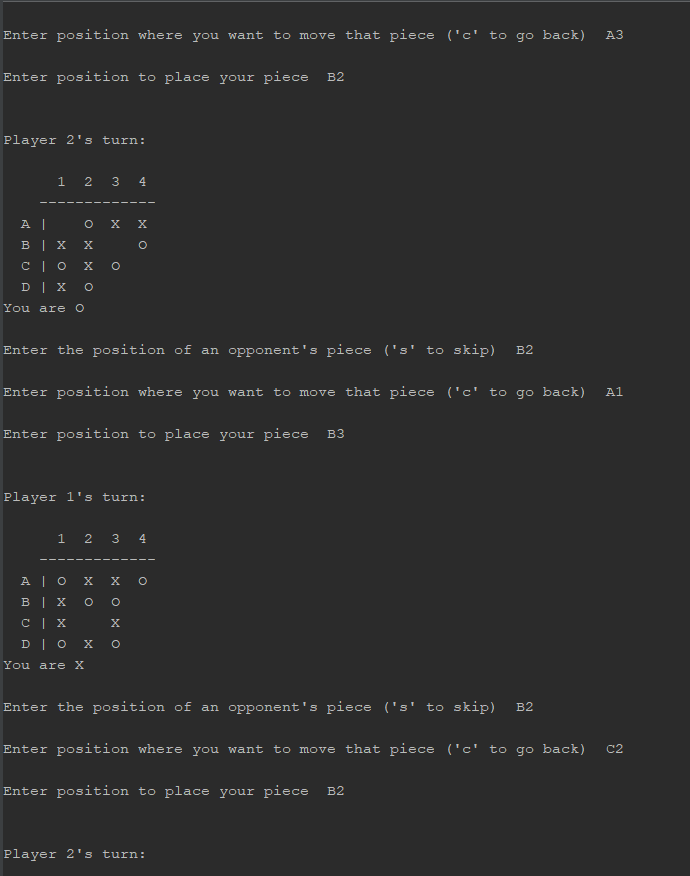 Enter position where you want to move that piece ('c' to go back)  A3
Enter position to place your piece  B2
Player 2's turn:
      1  2  3  4
    -------------
  A |    O  X  X
  B | X  X     O
  C | O  X  O
  D | X  O
You are O
Enter the position of an opponent's piece ('s' to skip)  B2
Enter position where you want to move that piece ('c' to go back)  A1
Enter position to place your piece  B3
Player 1's turn:
      1  2  3  4
    -------------
  A | O  X  X  O
  B | X  O  O
  C | X     X
  D | O  X  O
You are X
Enter the position of an opponent's piece ('s' to skip)  B2
Enter position where you want to move that piece ('c' to go back)  C2
Enter position to place your piece  B2
Player 2's turn: